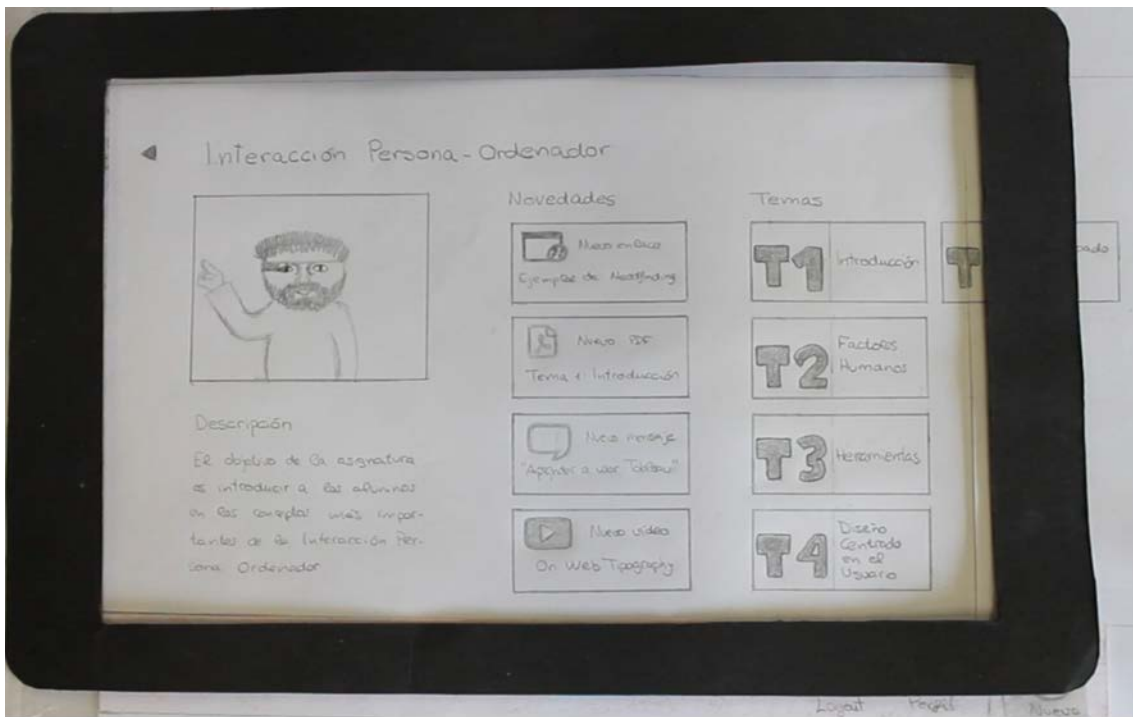 Interacción Persona-Ordenador
Descripción
El objetivo de la asignatura
es introducir a los alumnos
en los conceptos más impor-
tantes de la Interacción Per-
sona Ordenador
Novedades
Nuevo enlace
Ejemplos de Needfinding
Nuevo PDF
Tema 1: Introducción
Nuevo mensaje
"Aprender a usar
Nuevo vídeo
On Web Typography
Temas
T1 Introducción
T2 Factores
Humanos
T3 Herramientas
T4 Diseño
Centrado
en el
Usuario
T
Logout Perfil Nuevo